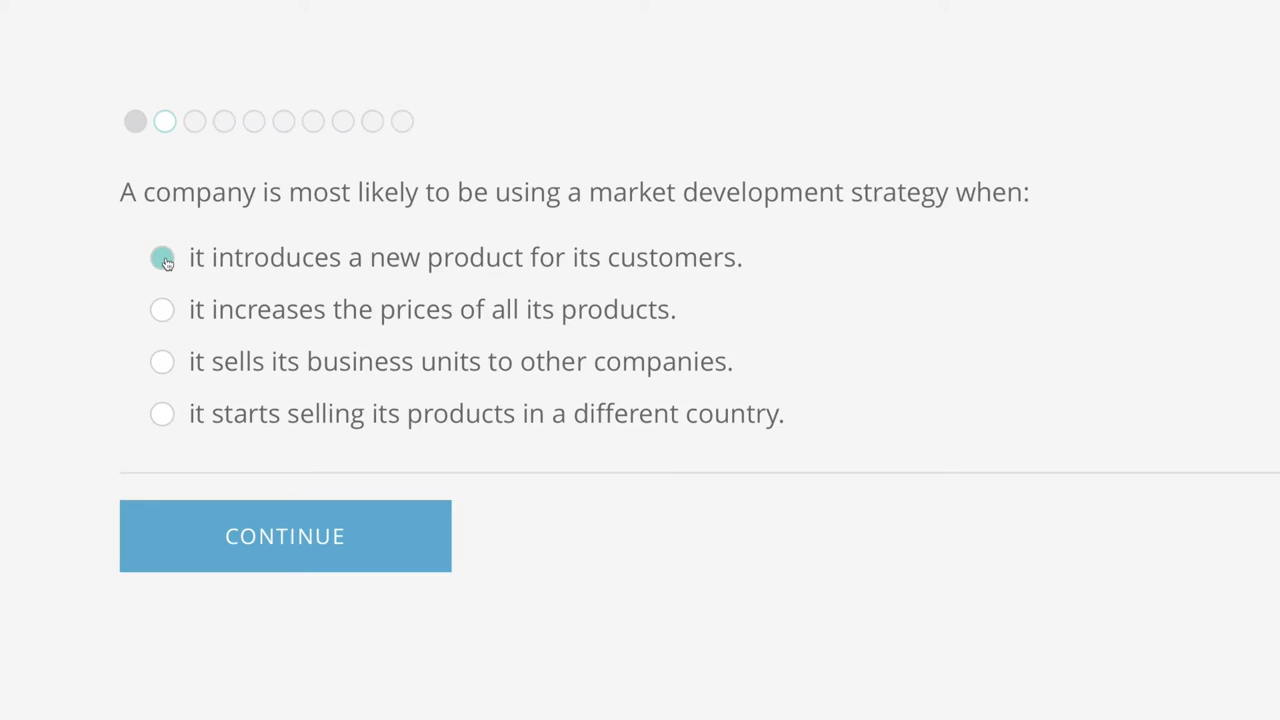 A company is most likely to be using a market development strategy when:
it introduces a new product for its customers.
it increases the prices of all its products.
it sells its business units to other companies.
it starts selling its products in a different country.
CONTINUE